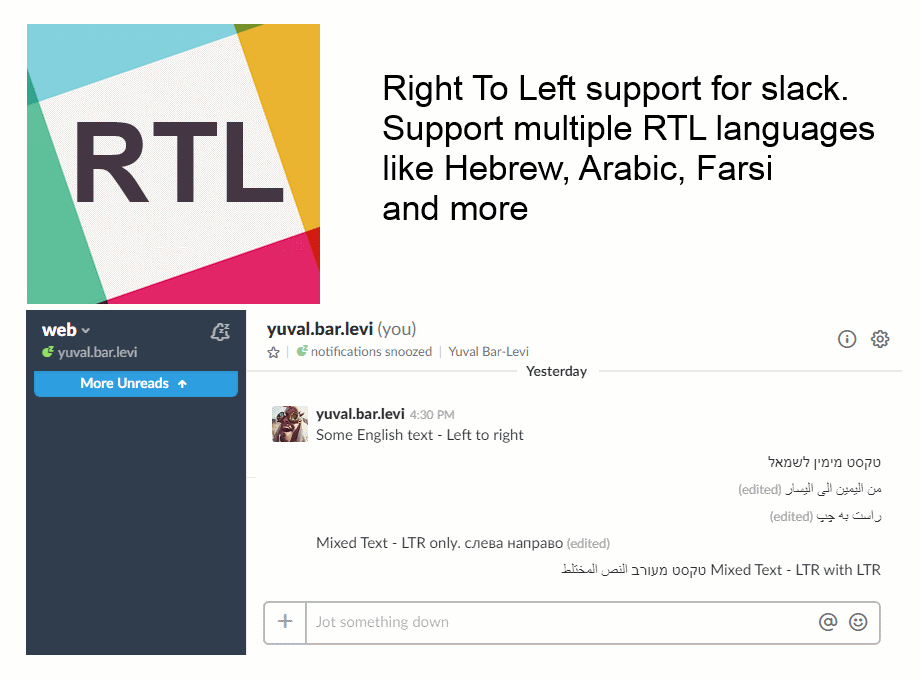 RTL
Right To Left support for slack.
Support multiple RTL languages
like Hebrew, Arabic, Farsi
and more
web
yuval.bar.levi
More Unreads ↑
yuval.bar.levi (you)
notifications snoozed | Yuval Bar-Levi
Yesterday
yuval.bar.levi 4:30 PM
Some English text - Left to right
טקסט מימין לשמאל
من اليمين الى اليسار (edited)
راست به چپ (edited)
Mixed Text - LTR only. слева направо (edited)
Mixed Text - LTR with LTR טקסט מעורב النص المختلط
Jot something down